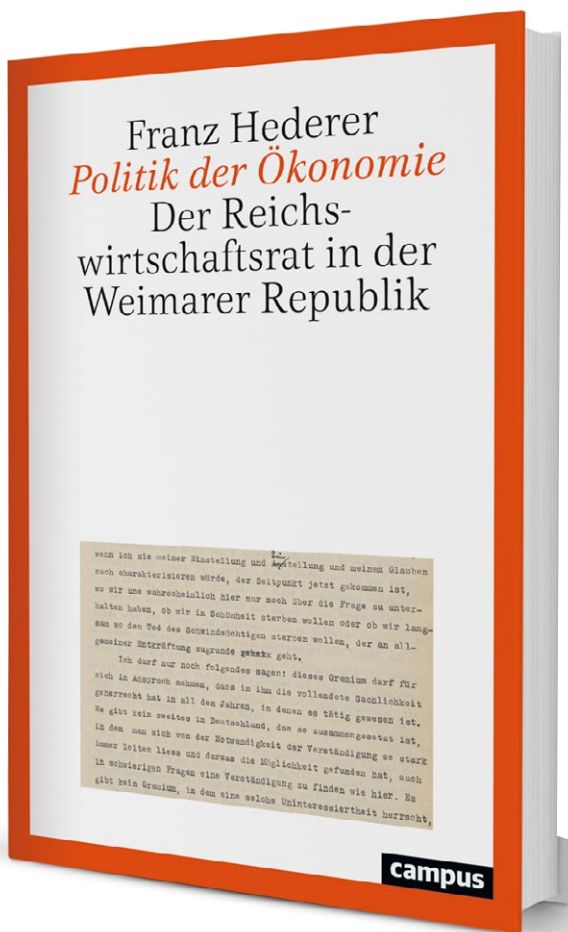 Franz Hederer
Politik der Ökonomie
Der Reichs-
wirtschaftsrat in der
Weimarer Republik
wenn ich sie meiner Einstellung und
tellung und meinen Glauben
nach charakterisieren würde, der Zeitpunkt jetzt gekommen ist,
wo wir uns wahrscheinlich hier nur noch über die Frage zu unter-
halten haben, ob wir in Schönheit sterben wollen oder ob wir lang-
sam so den Tod des Schwindsüchtigen sterben wollen, der an all-
gemeiner Entkräftung zugrunde geht.
Ich darf nur noch folgendes sagen: dieses Gremium darf für
sich in Anspruch nehmen, dass in ihm die vollendete Sachlichkeit
geherrscht hat in all den Jahren, in denen es tätig gewesen ist.
Es gibt kein zweites in Deutschland, das so zusammengesetzt ist,
in dem man sich von der Notwendigkeit der Verständigung so stark
immer leiten liess und daraus die Möglichkeit gefunden hat, auch
in schwierigen Fragen eine Verständigung zu finden wie hier. Es
gibt kein Gremium, in dem eine solche Uninteressiertheit herrscht,
campus